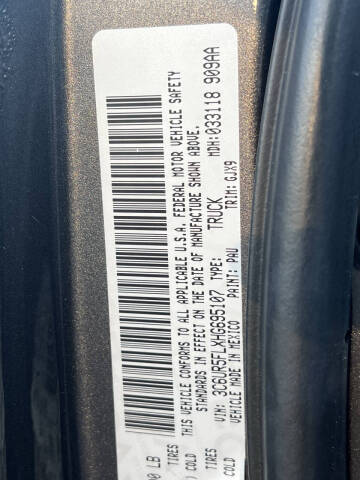 THIS VEHICLE CONFORMS TO ALL APPLICABLE U.S.A. FEDERAL MOTOR VEHICLE SAFETY
STANDARDS IN EFFECT ON THE DATE OF MANUFACTURE SHOWN ABOVE.
VIN: 3C6UR5FLXHG695107 TYPE: TRUCK MDH: 033118 909AA
VEHICLE MADE IN MEXICO PAINT: PAU TRIM: GJX9
LB
TIRES
COLD
TIRES
COLD